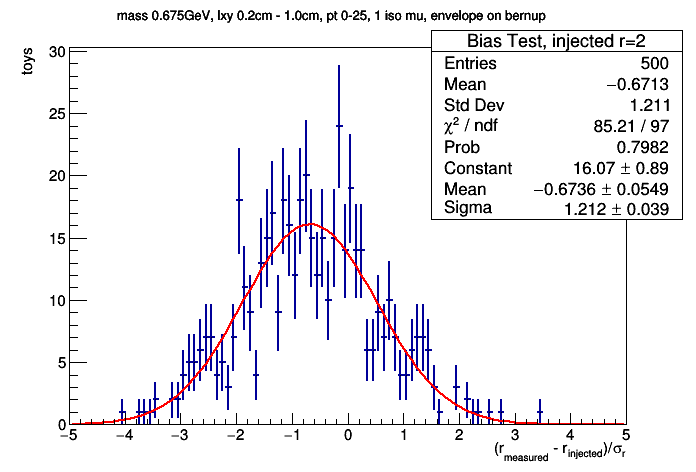 mass 0.675GeV, lxy 0.2cm - 1.0cm, pt 0-25, 1 iso mu, envelope on bernup
Bias Test, injected r=2
Entries 500
Mean −0.6713
Std Dev 1.211
χ² / ndf 85.21 / 97
Prob 0.7982
Constant 16.07 ± 0.89
Mean −0.6736 ± 0.0549
Sigma 1.212 ± 0.039
toys
30
25
20
15
10
5
0
−5 −4 −3 −2 −1 0 1 2 3 4 5
(r_measured - r_injected)/σ_r